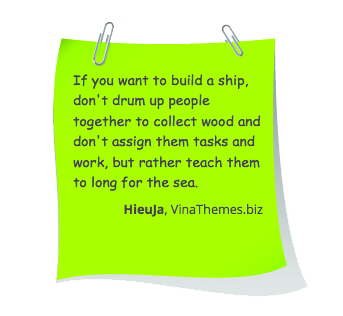 If you want to build a ship,
don't drum up people
together to collect wood and
don't assign them tasks and
work, but rather teach them
to long for the sea.
HieuJa, VinaThemes.biz